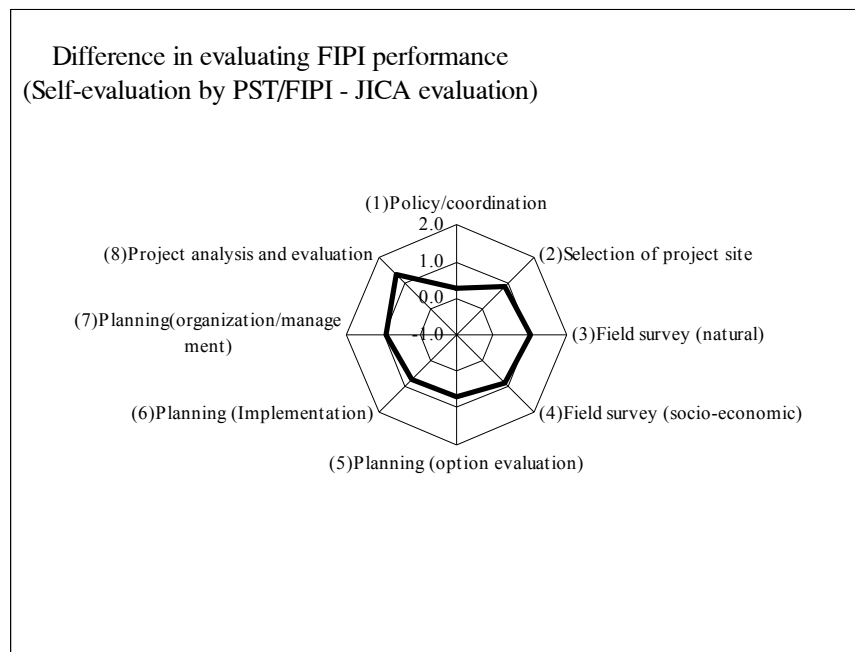 Difference in evaluating FIPI performance
(Self-evaluation by PST/FIPI - JICA evaluation)
(1)Policy/coordination
2.0
(8)Project analysis and evaluation
(2)Selection of project site
1.0
0.0
(7)Planning(organization/manage
ment)
-1.0
(3)Field survey (natural)
(6)Planning (Implementation)
(4)Field survey (socio-economic)
(5)Planning (option evaluation)